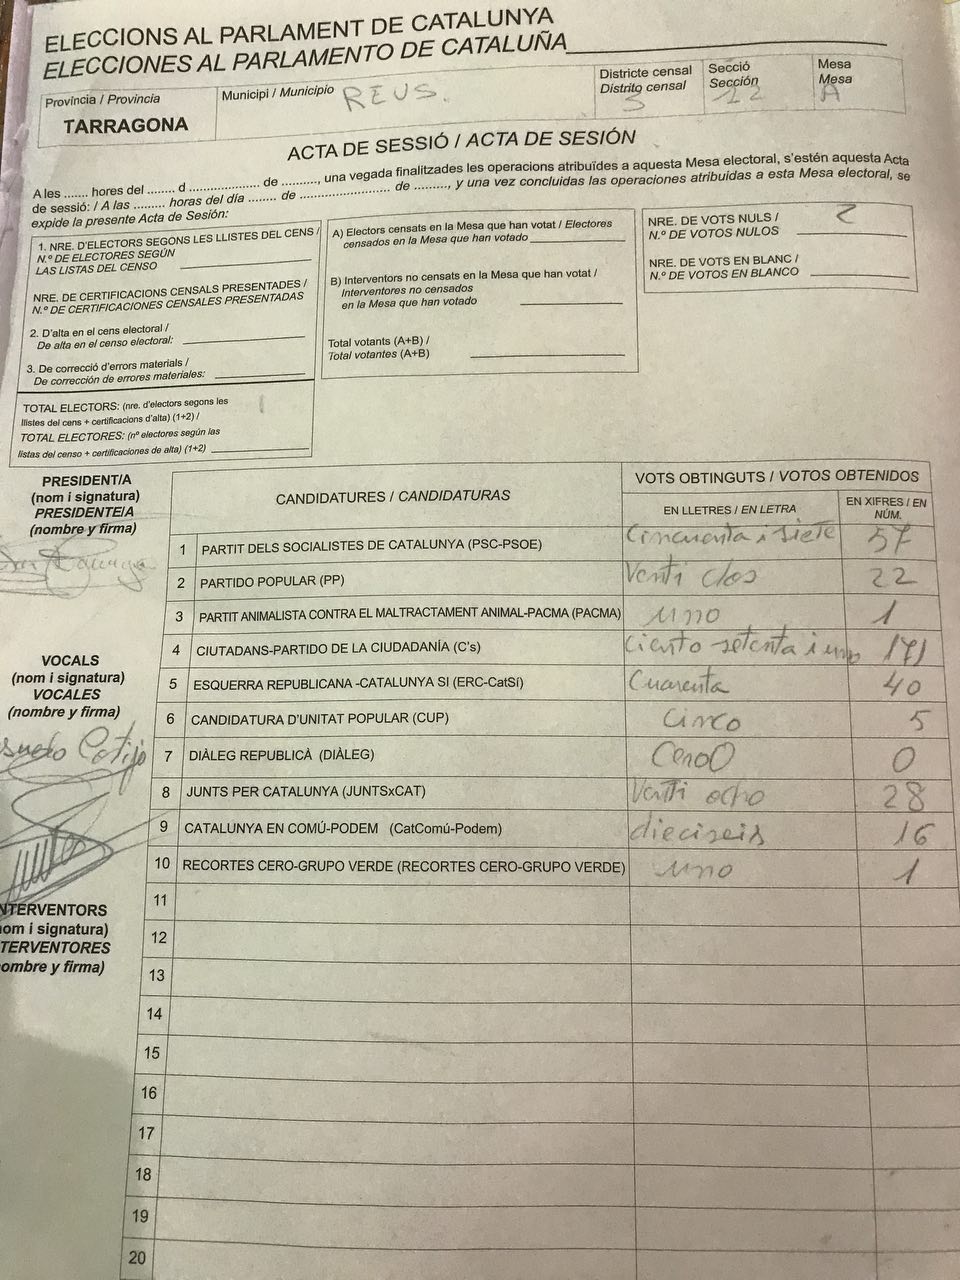 ELECCIONS AL PARLAMENT DE CATALUNYA
ELECCIONES AL PARLAMENTO DE CATALUÑA
Provincia / Provincia
TARRAGONA
Municipi / Municipio REUS.
Districte censal
Distrito censal
3
Secció
Sección
12
Mesa
Mesa
A
ACTA DE SESSIÓ / ACTA DE SESIÓN
A les ....... hores del ........ d .................... de .........., una vegada finalitzades les operacions atribuïdes a aquesta Mesa electoral, s'estén aquesta Acta
de sessió: / A las ......... horas del día ........ de .......................... de ........., y una vez concluidas las operaciones atribuidas a esta Mesa electoral, se
expide la presente Acta de Sesión:
1. NRE. D'ELECTORS SEGONS LES LLISTES DEL CENS /
N.º DE ELECTORES SEGÚN
LAS LISTAS DEL CENSO
NRE. DE CERTIFICACIONS CENSALS PRESENTADES /
N.º DE CERTIFICACIONES CENSALES PRESENTADAS
2. D'alta en el cens electoral /
De alta en el censo electoral:
3. De correcció d'errors materials /
De corrección de errores materiales:
TOTAL ELECTORS: (nre. d'electors segons les
llistes del cens + certificacions d'alta) (1+2) /
TOTAL ELECTORES: (nº electores según las
listas del censo + certificaciones de alta) (1+2)
A) Electors censats en la Mesa que han votat / Electores
censados en la Mesa que han votado
B) Interventors no censats en la Mesa que han votat /
Interventores no censados
en la Mesa que han votado
Total votants (A+B) /
Total votantes (A+B)
NRE. DE VOTS NULS /
N.º DE VOTOS NULOS 2
NRE. DE VOTS EN BLANC /
N.º DE VOTOS EN BLANCO
PRESIDENT/A
(nom i signatura)
PRESIDENTE/A
(nombre y firma)
VOCALS
(nom i signatura)
VOCALES
(nombre y firma)
NTERVENTORS
om i signatura)
TERVENTORES
ombre y firma)
CANDIDATURES / CANDIDATURAS
VOTS OBTINGUTS / VOTOS OBTENIDOS
EN LLETRES / EN LETRA
EN XIFRES / EN
NÚM.
1 PARTIT DELS SOCIALISTES DE CATALUNYA (PSC-PSOE) Cincuenta i siete 57
2 PARTIDO POPULAR (PP) Venti dos 22
3 PARTIT ANIMALISTA CONTRA EL MALTRACTAMENT ANIMAL-PACMA (PACMA) uno 1
4 CIUTADANS-PARTIDO DE LA CIUDADANÍA (C's) Ciento setenta i uno 171
5 ESQUERRA REPUBLICANA -CATALUNYA SI (ERC-CatSí) Cuarenta 40
6 CANDIDATURA D'UNITAT POPULAR (CUP) Cinco 5
7 DIÀLEG REPUBLICÀ (DIÀLEG) CeroO 0
8 JUNTS PER CATALUNYA (JUNTSxCAT) Venti ocho 28
9 CATALUNYA EN COMÚ-PODEM (CatComú-Podem) dieciseis 16
10 RECORTES CERO-GRUPO VERDE (RECORTES CERO-GRUPO VERDE) uno 1
11
12
13
14
15
16
17
18
19
20